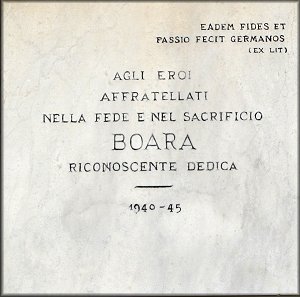 EADEM FIDES ET
PASSIO FECIT GERMANOS
(EX LIT)
AGLI EROI
AFFRATELLATI
NELLA FEDE E NEL SACRIFICIO
BOARA
RICONOSCENTE DEDICA
1940-45